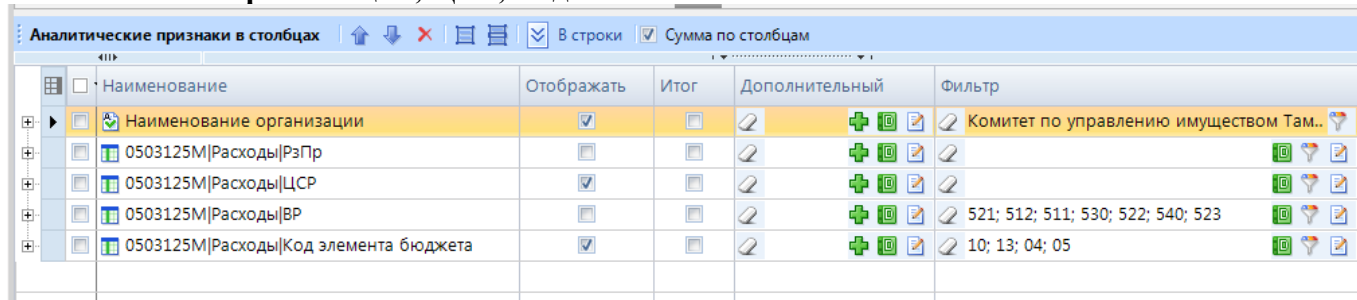 Аналитические признаки в столбцах В строки Сумма по столбцам
Наименование Отображать Итог Дополнительный Фильтр
Наименование организации Комитет по управлению имуществом Там..
0503125М|Расходы|РзПр
0503125М|Расходы|ЦСР
0503125М|Расходы|ВР 521; 512; 511; 530; 522; 540; 523
0503125М|Расходы|Код элемента бюджета 10; 13; 04; 05